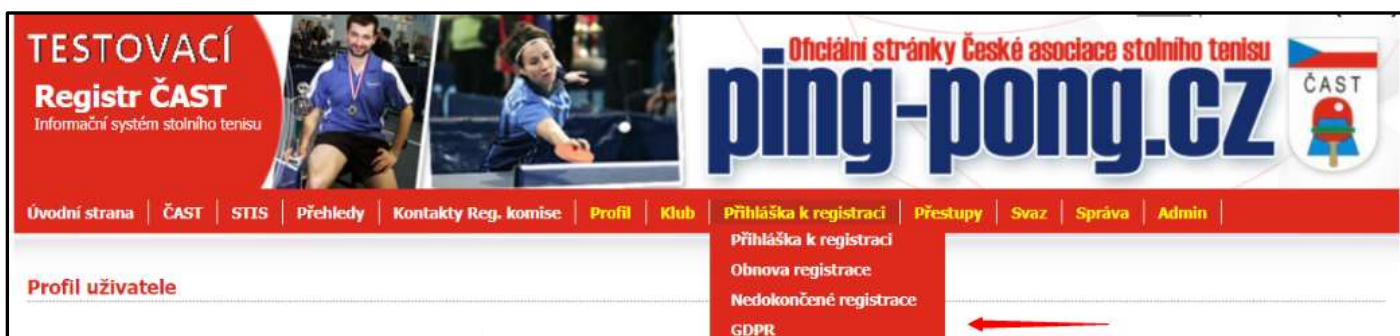 TESTOVACÍ
Registr ČAST
Informační systém stolního tenisu
Oficiální stránky České asociace stolního tenisu
ping-pong.cz
ČAST
Úvodní strana | ČAST | STIS | Přehledy | Kontakty Reg. komise | Profil | Klub | Přihláška k registraci | Přestupy | Svaz | Správa | Admin |
Přihláška k registraci
Obnova registrace
Nedokončené registrace
GDPR
Profil uživatele